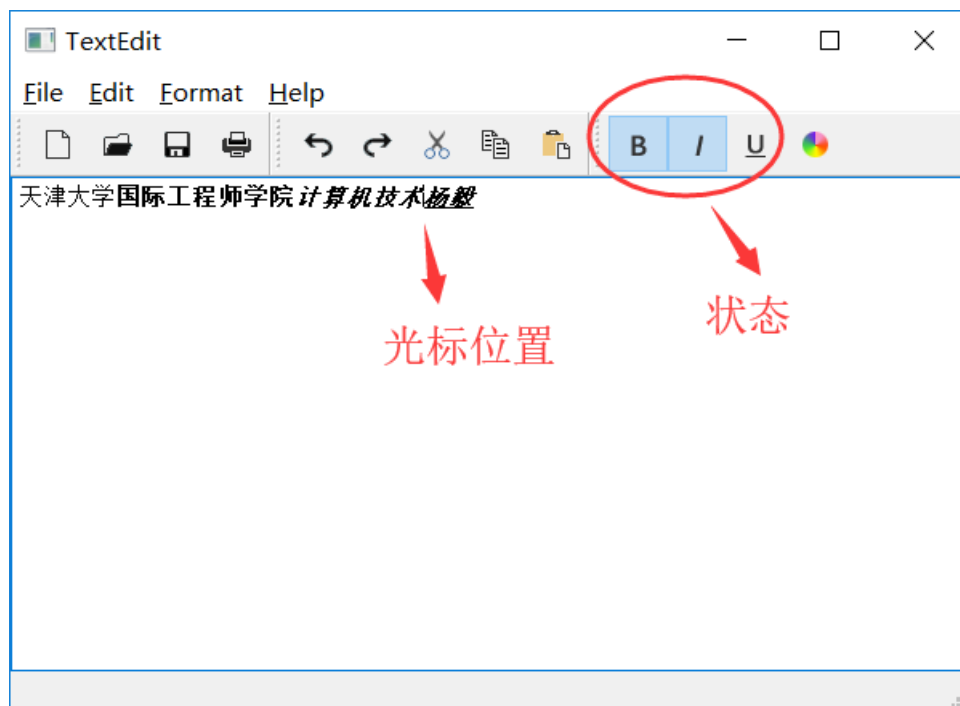 TextEdit
File Edit Format Help
B I U
天津大学国际工程师学院计算机技术杨毅
光标位置
状态